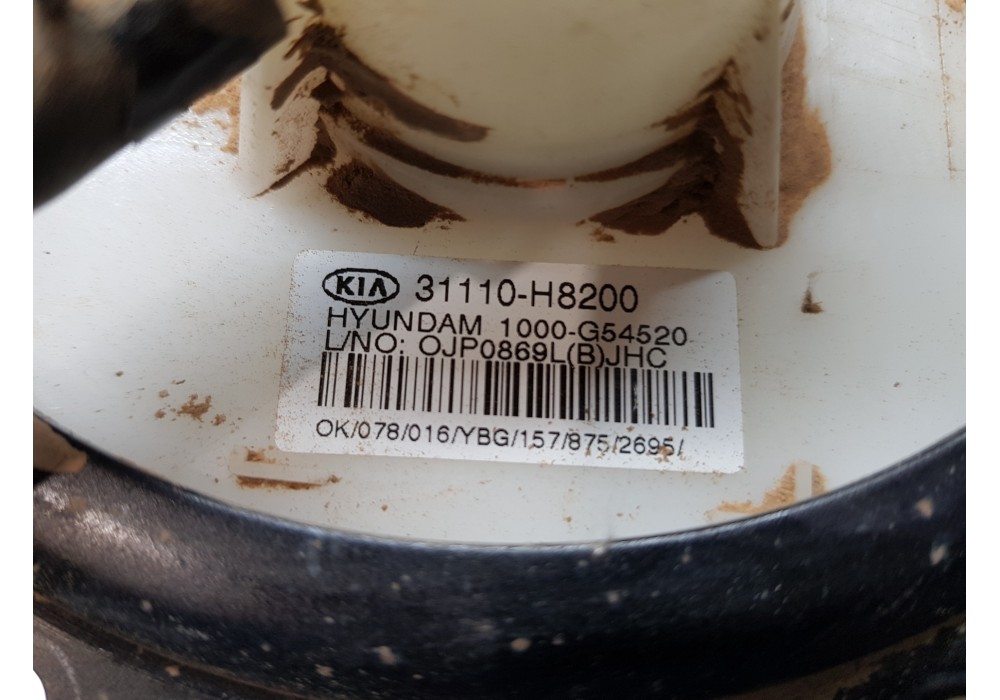 KIA 31110-H8200
HYUNDAM 1000-G54520
L/NO: OJP0869L(B)JHC
OK/078/016/YBG/157/875/2695/